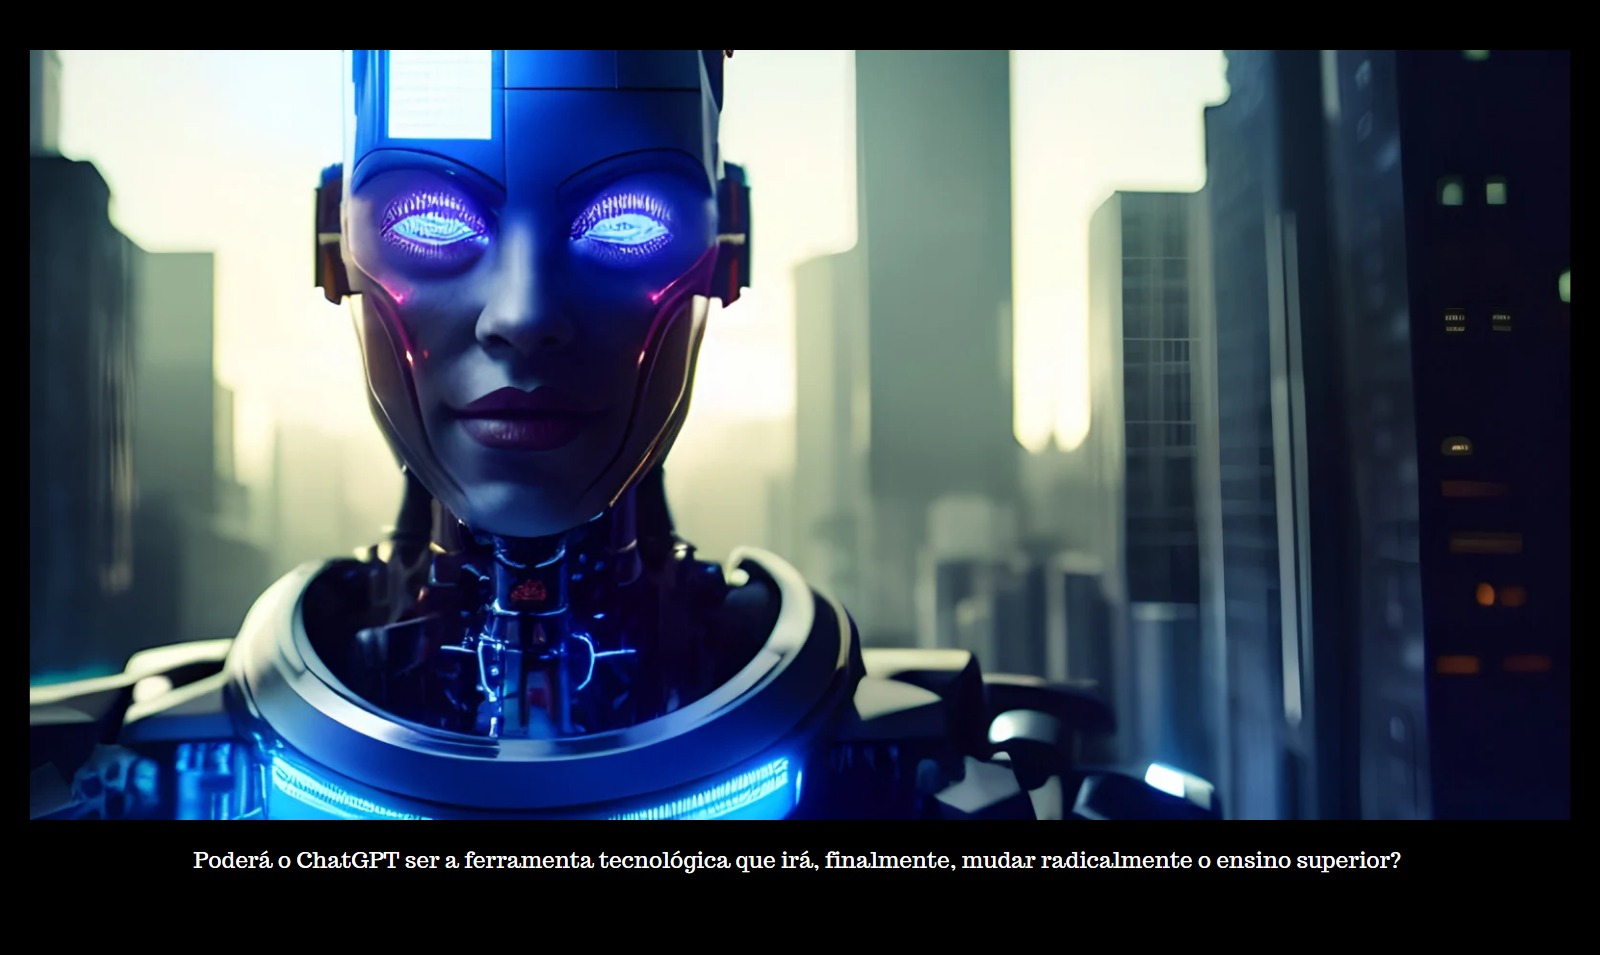 Poderá o ChatGPT ser a ferramenta tecnológica que irá, finalmente, mudar radicalmente o ensino superior?